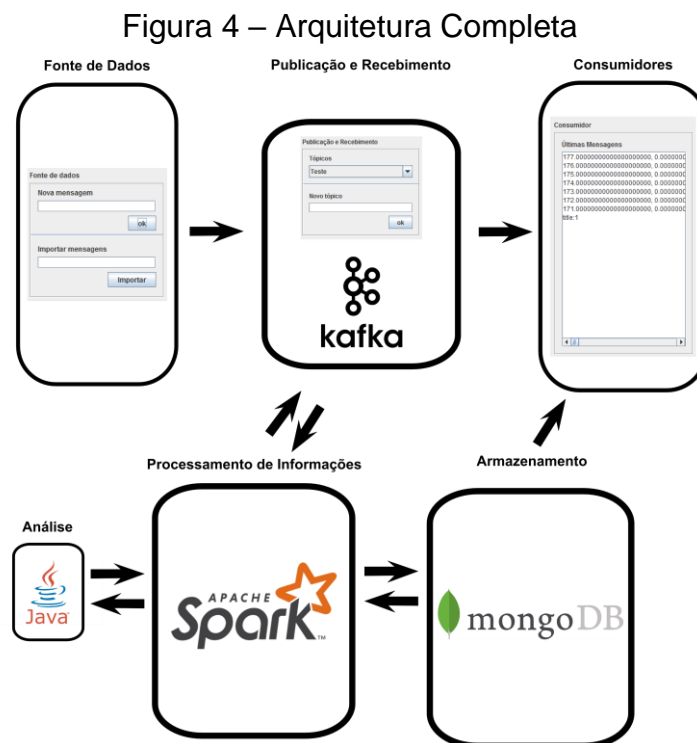 Figura 4 – Arquitetura Completa
Fonte de Dados
Publicação e Recebimento
Consumidores
Fonte de dados
Nova mensagem
ok
Importar mensagens
Importar
Publicação e Recebimento
Tópicos
Teste
Novo tópico
ok
kafka
Consumidor
Últimas Mensagens
177.0000000000000000000, 0.0000000
176.0000000000000000000, 0.0000000
175.0000000000000000000, 0.0000000
174.0000000000000000000, 0.0000000
173.0000000000000000000, 0.0000000
172.0000000000000000000, 0.0000000
171.0000000000000000000, 0.0000000
title:1
Processamento de Informações
Armazenamento
Análise
Java
APACHE
Spark™
mongoDB